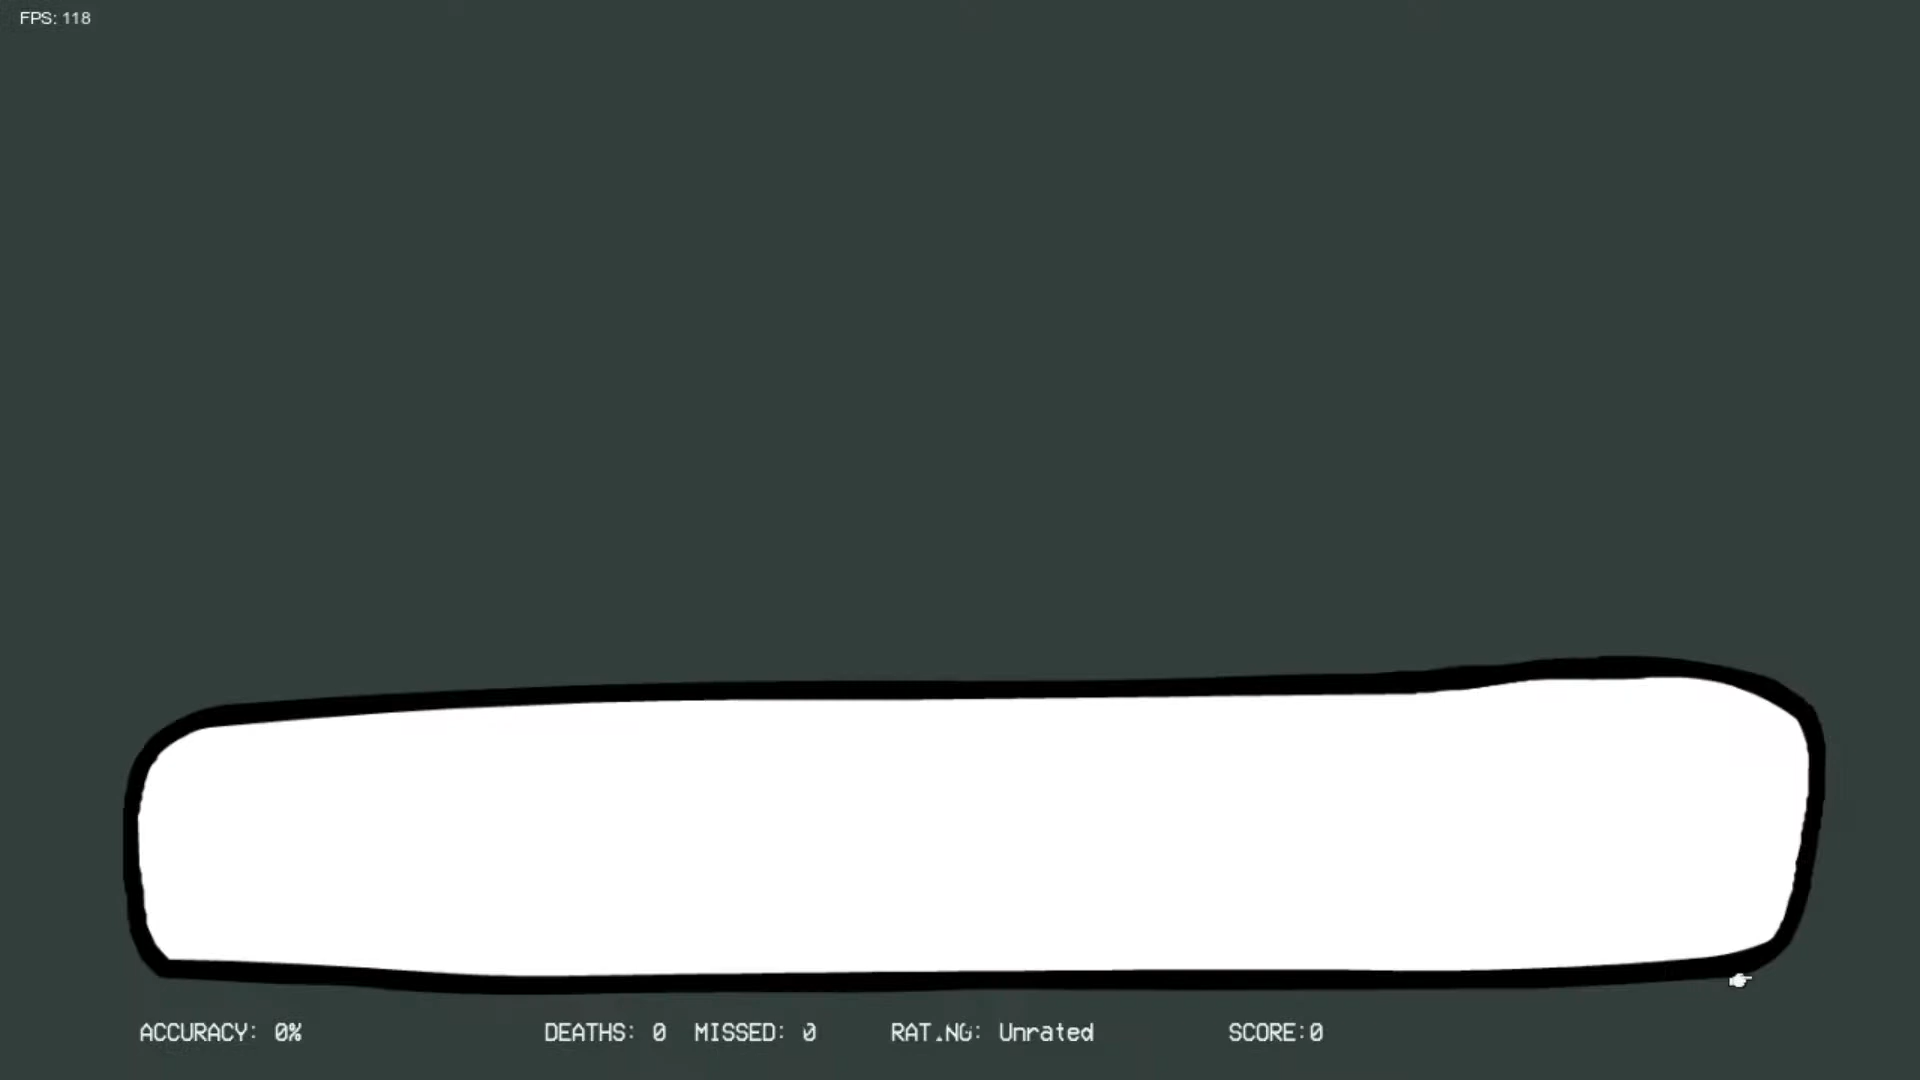 FPS: 118
ACCURACY: 0% DEATHS: 0 MISSED: 0 RAT.NG: Unrated SCORE:0